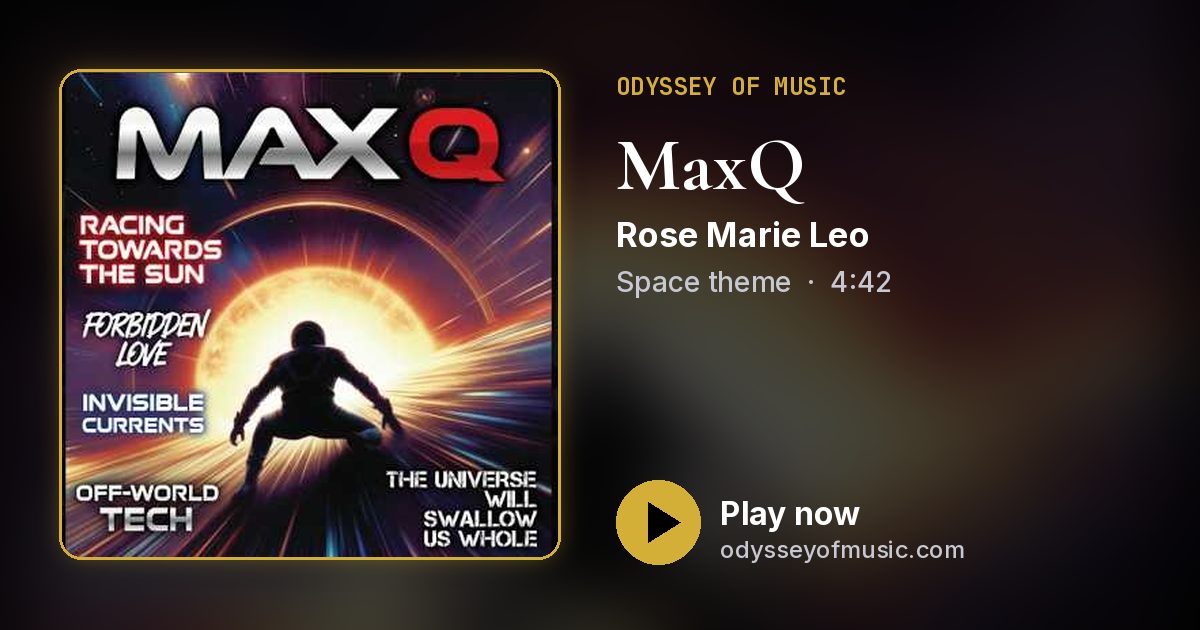 MAXQ
RACING
TOWARDS
THE SUN
FORBIDDEN
LOVE
INVISIBLE
CURRENTS
OFF-WORLD
TECH
THE UNIVERSE
WILL
SWALLOW
US WHOLE
ODYSSEY OF MUSIC
MaxQ
Rose Marie Leo
Space theme · 4:42
Play now
odysseyofmusic.com